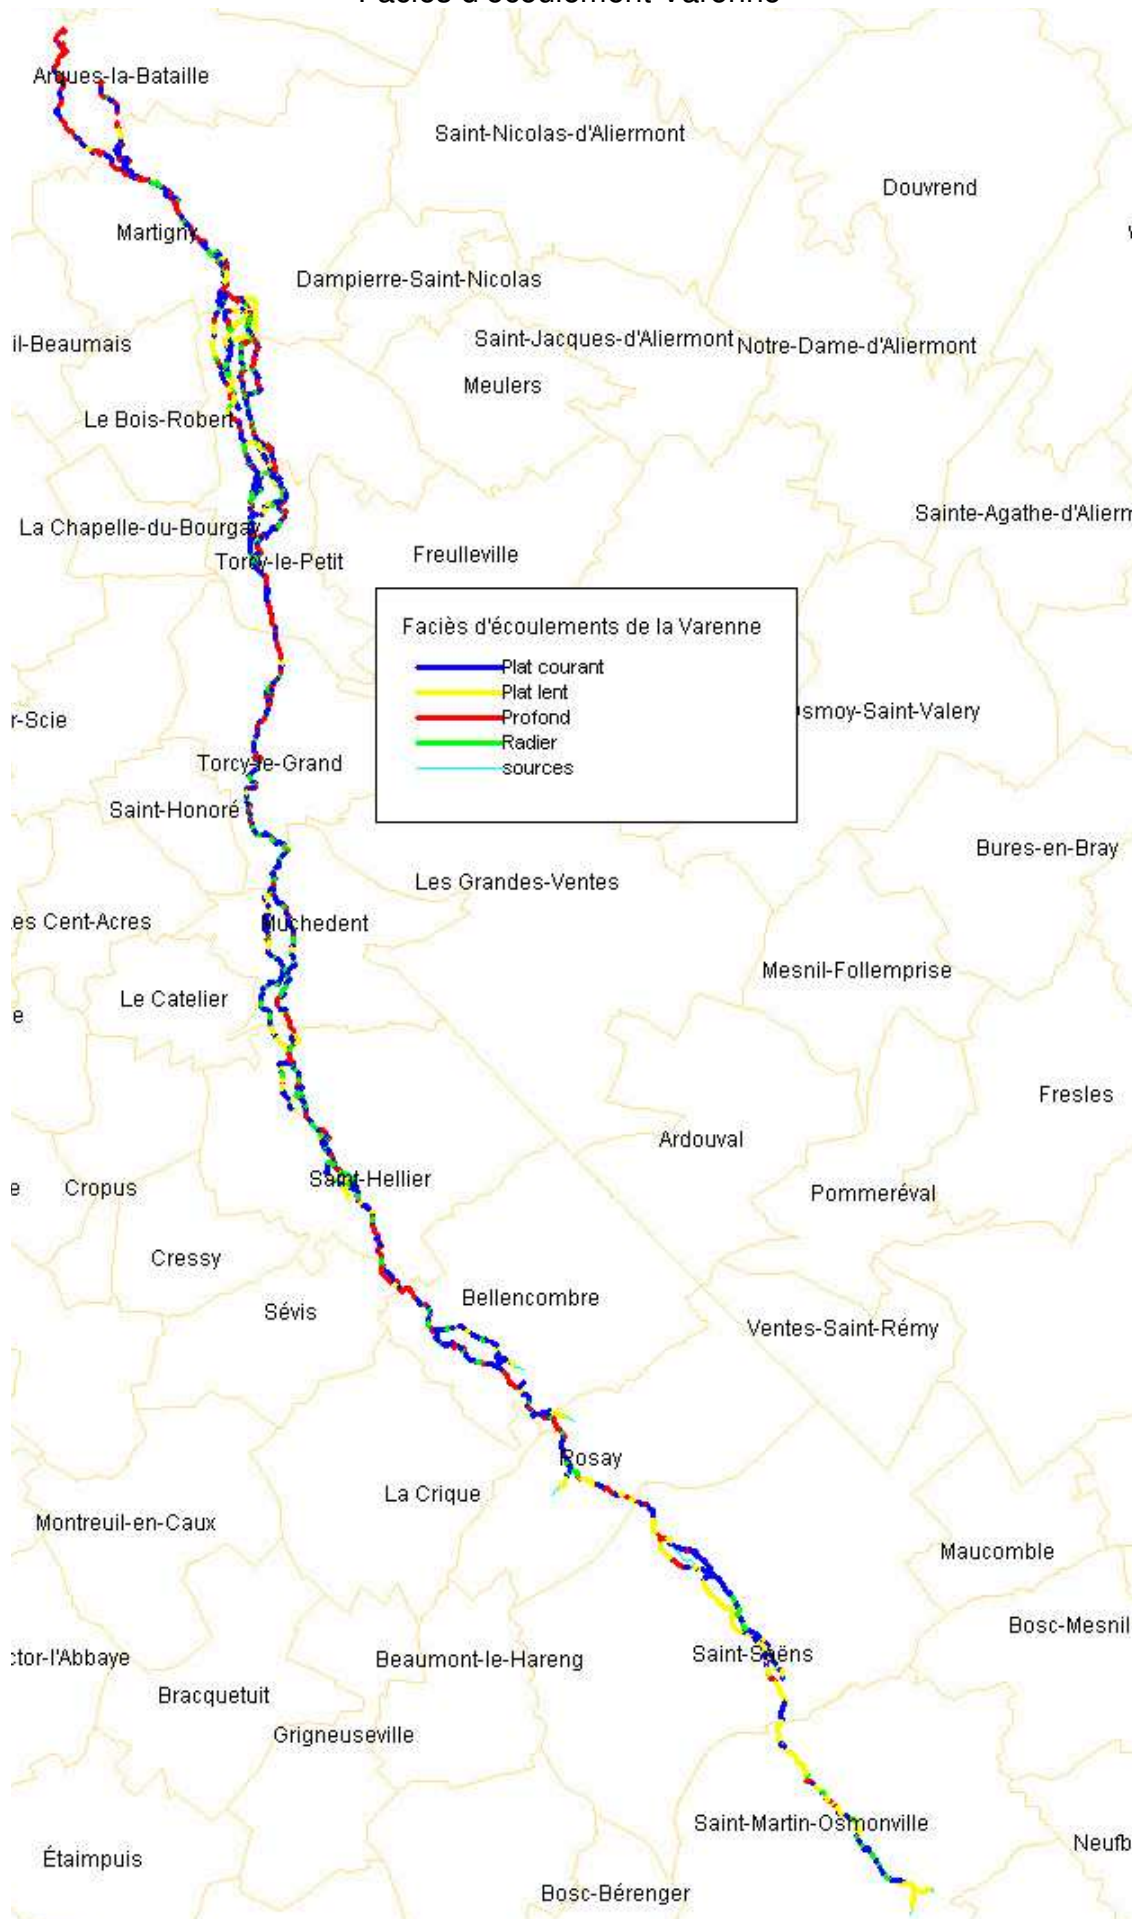 Faciès d'écoulement Varenne
Arques-la-Bataille
Saint-Nicolas-d'Aliermont
Douvrend
Martigny
Dampierre-Saint-Nicolas
il-Beaumais
Saint-Jacques-d'Aliermont
Notre-Dame-d'Aliermont
Meulers
Le Bois-Robert
La Chapelle-du-Bourgay
Sainte-Agathe-d'Alierm
Torcy-le-Petit
Freulleville
Faciès d'écoulements de la Varenne
Plat courant
Plat lent
Profond
Radier
sources
r-Scie
smoy-Saint-Valery
Torcy-le-Grand
Saint-Honoré
Bures-en-Bray
Les Grandes-Ventes
es Cent-Acres
Muchedent
Mesnil-Follemprise
Le Catelier
e
Fresles
Ardouval
Saint-Hellier
e
Cropus
Pommeréval
Cressy
Bellencombre
Sévis
Ventes-Saint-Rémy
Rosay
La Crique
Montreuil-en-Caux
Maucomble
Bosc-Mesnil
ctor-l'Abbaye
Beaumont-le-Hareng
Saint-Saëns
Bracquetuit
Grigneuseville
Saint-Martin-Osmonville
Neufb
Étaimpuis
Bosc-Bérenger